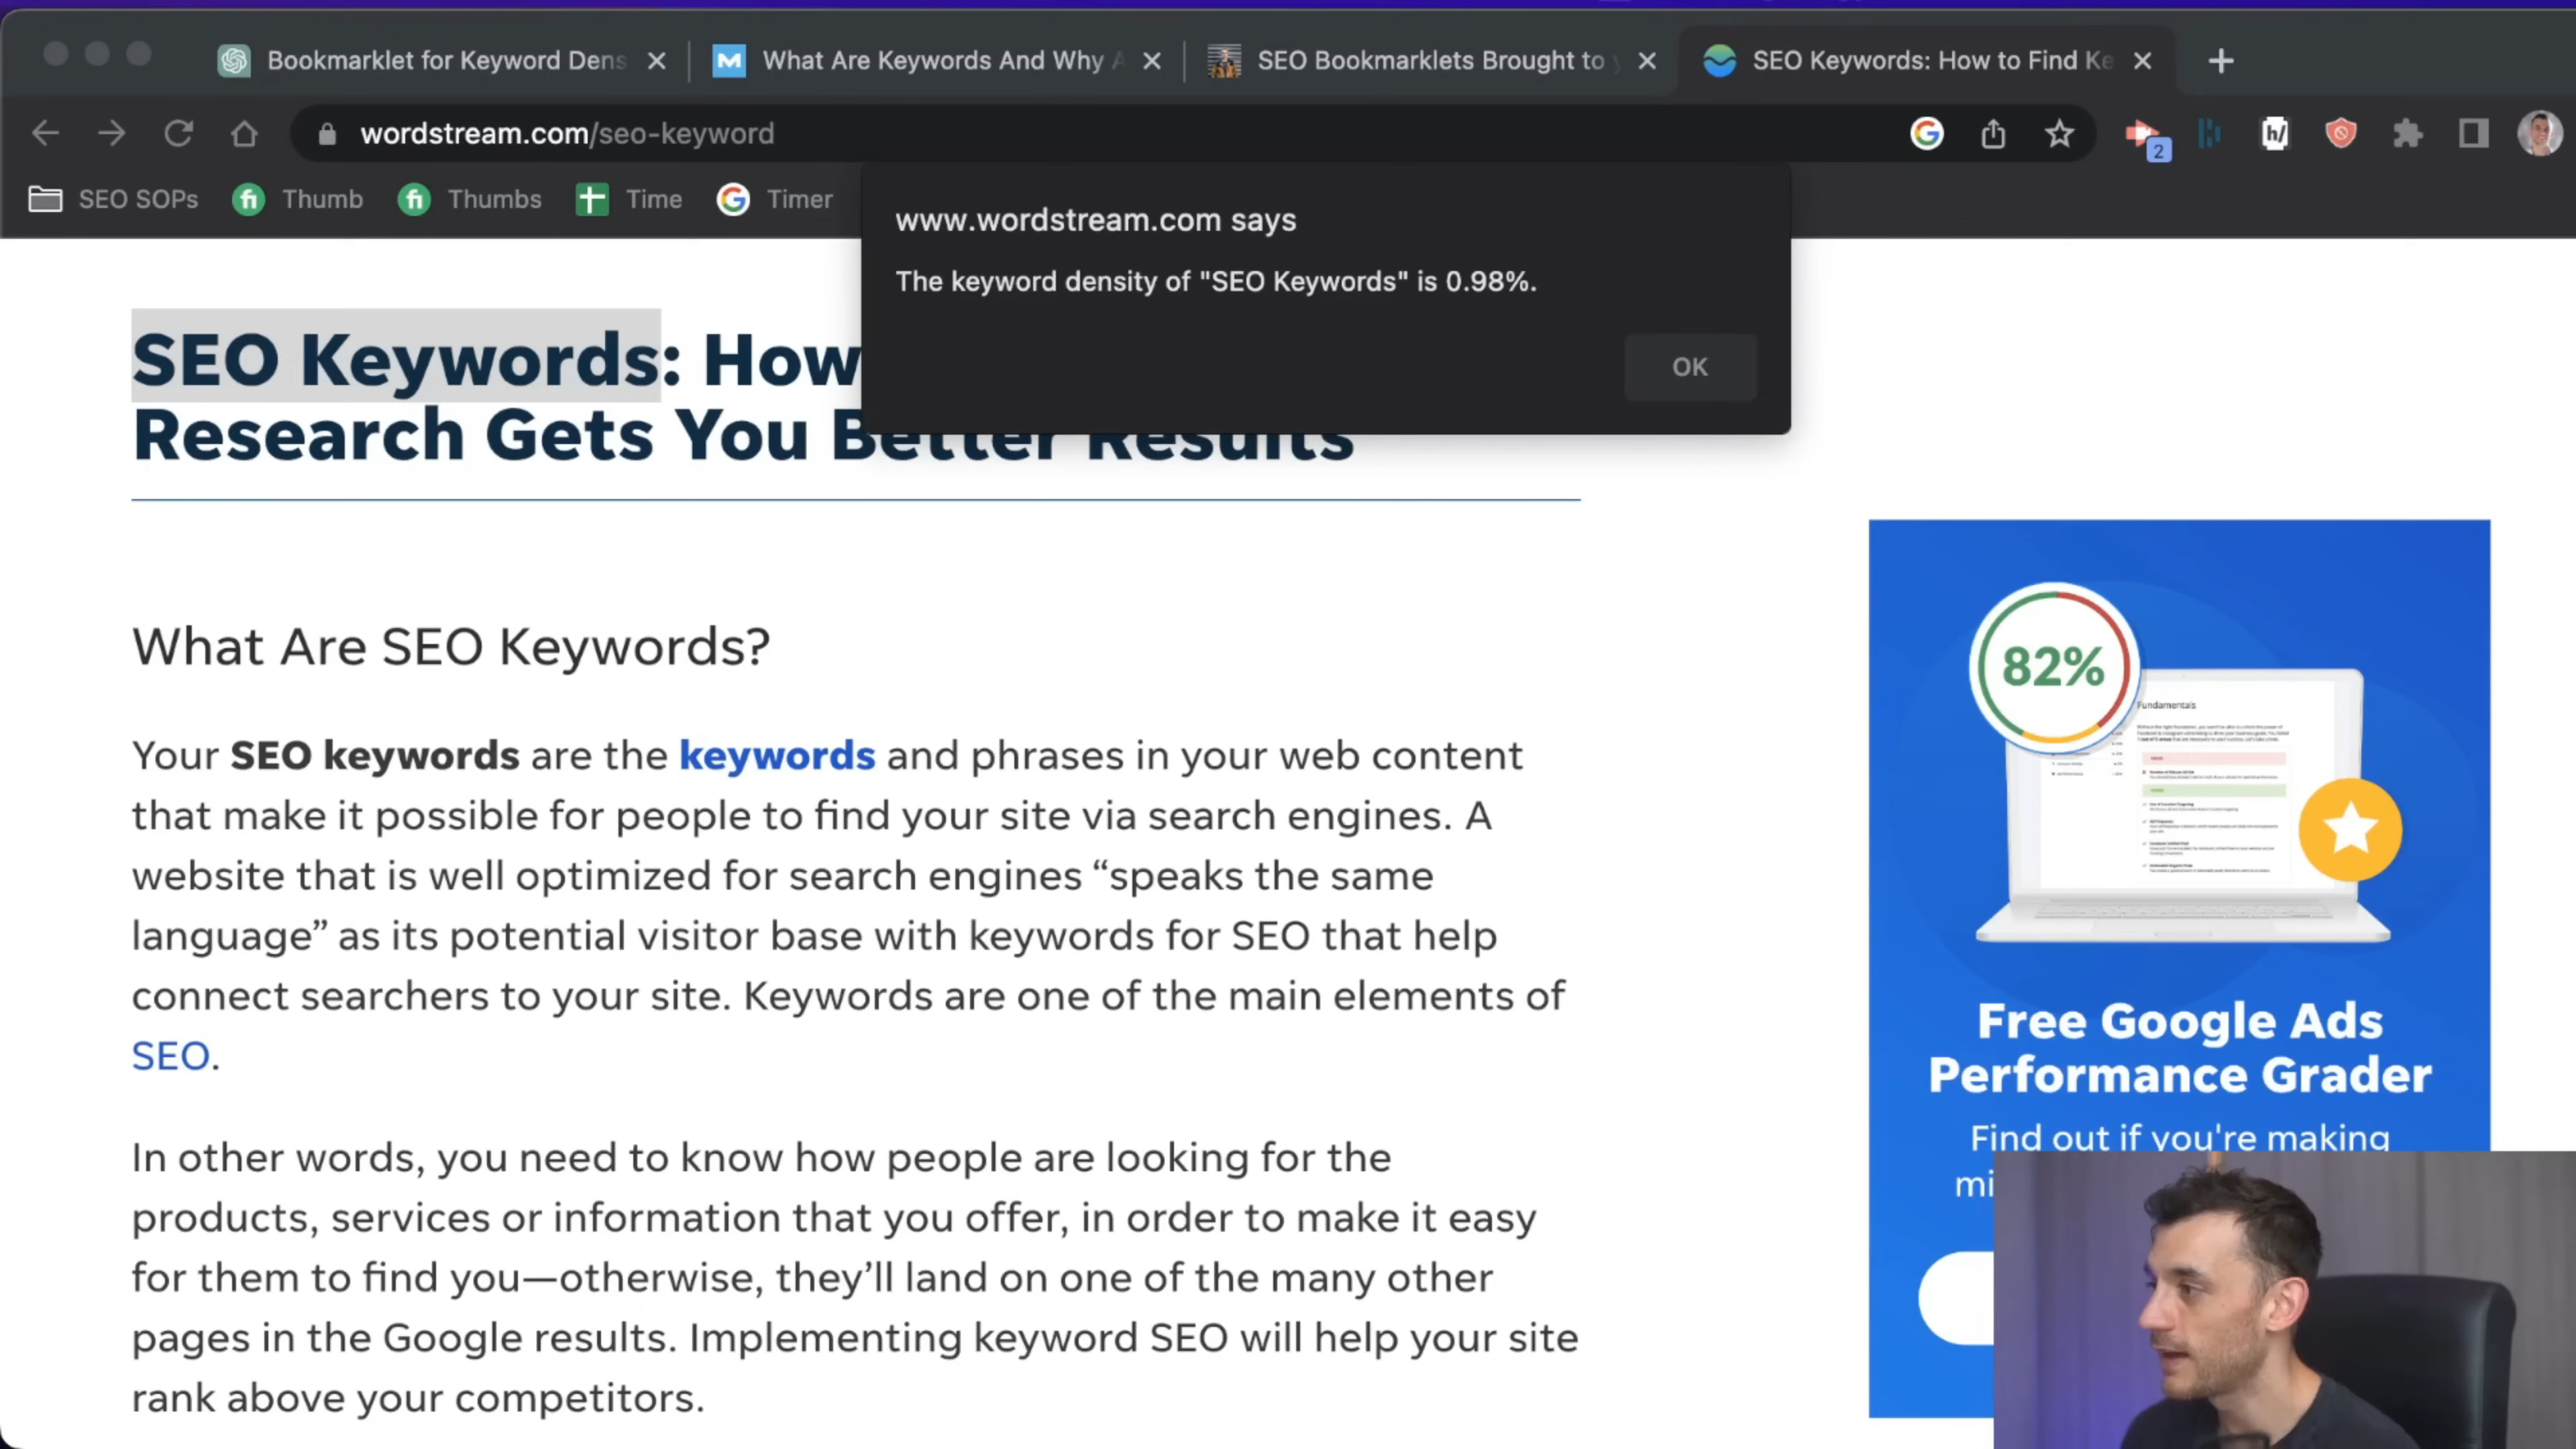 Bookmarklet for Keyword Dens
What Are Keywords And Why A
SEO Bookmarklets Brought to y
SEO Keywords: How to Find Ke
wordstream.com/seo-keyword
h/
2
SEO SOPs
Thumb
Thumbs
Time
Timer
www.wordstream.com says
The keyword density of "SEO Keywords" is 0.98%.
OK
SEO Keywords: How
Research Gets You Better Results
What Are SEO Keywords?
Your SEO keywords are the keywords and phrases in your web content
that make it possible for people to find your site via search engines. A
website that is well optimized for search engines “speaks the same
language” as its potential visitor base with keywords for SEO that help
connect searchers to your site. Keywords are one of the main elements of
SEO.
In other words, you need to know how people are looking for the
products, services or information that you offer, in order to make it easy
for them to find you—otherwise, they’ll land on one of the many other
pages in the Google results. Implementing keyword SEO will help your site
rank above your competitors.
82%
Fundamentals
Free Google Ads
Performance Grader
Find out if you're making
mi